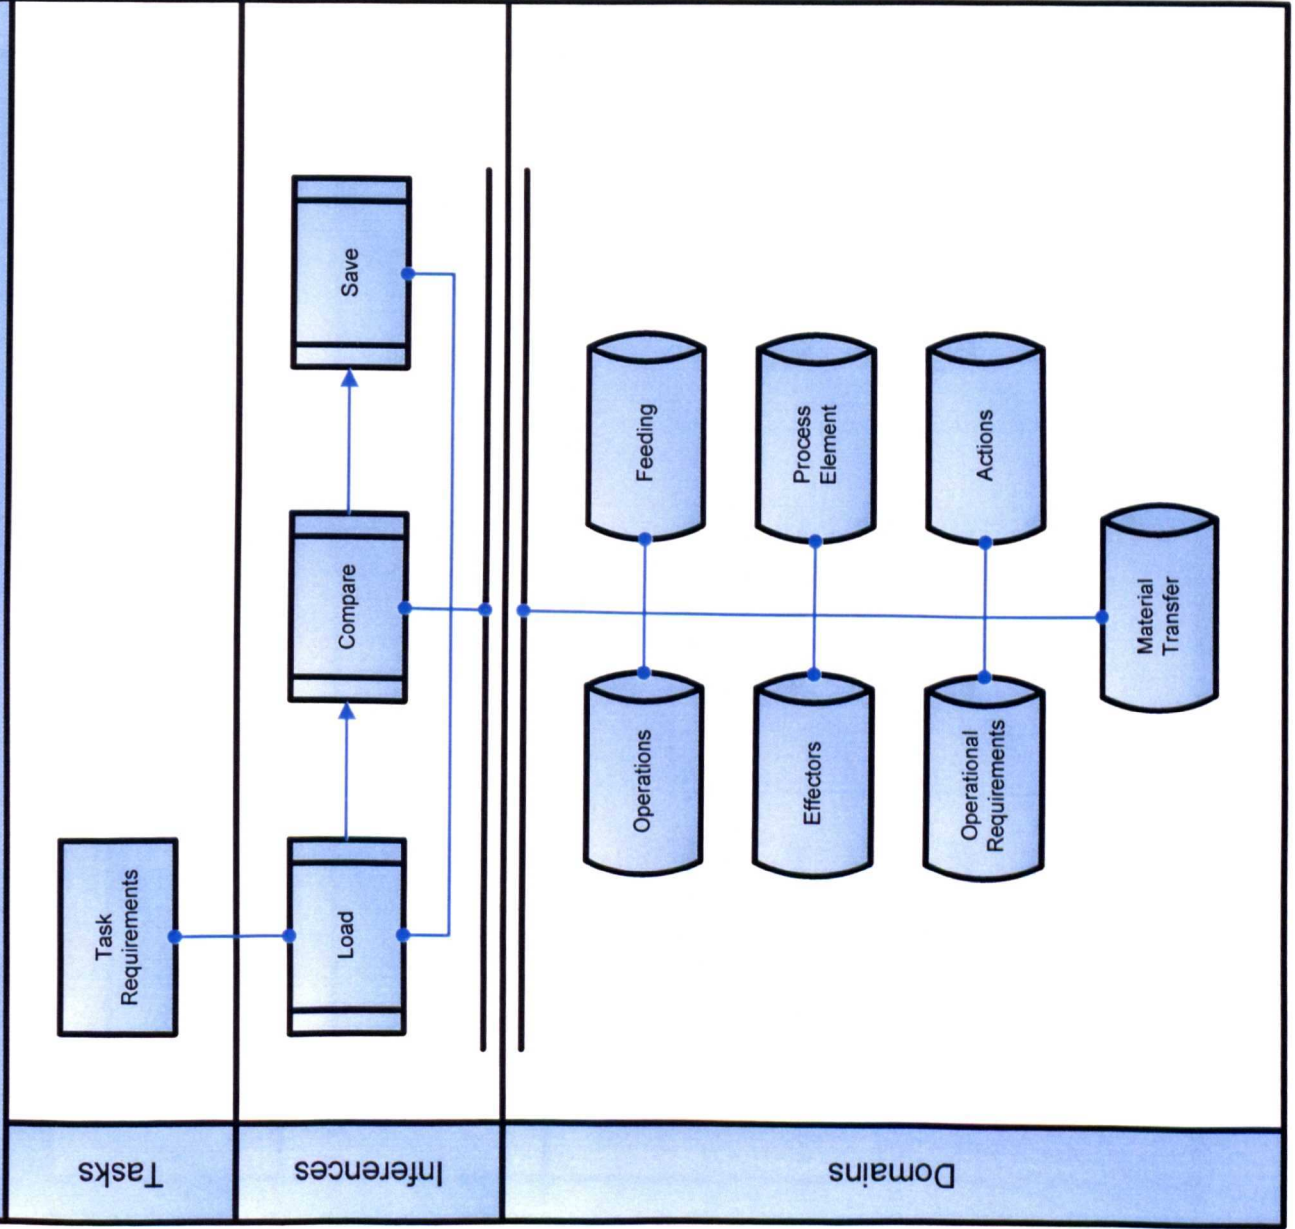 Tasks
Task
Requirements
Inferences
Load
Compare
Save
Domains
Operations
Feeding
Effectors
Process
Element
Operational
Requirements
Actions
Material
Transfer